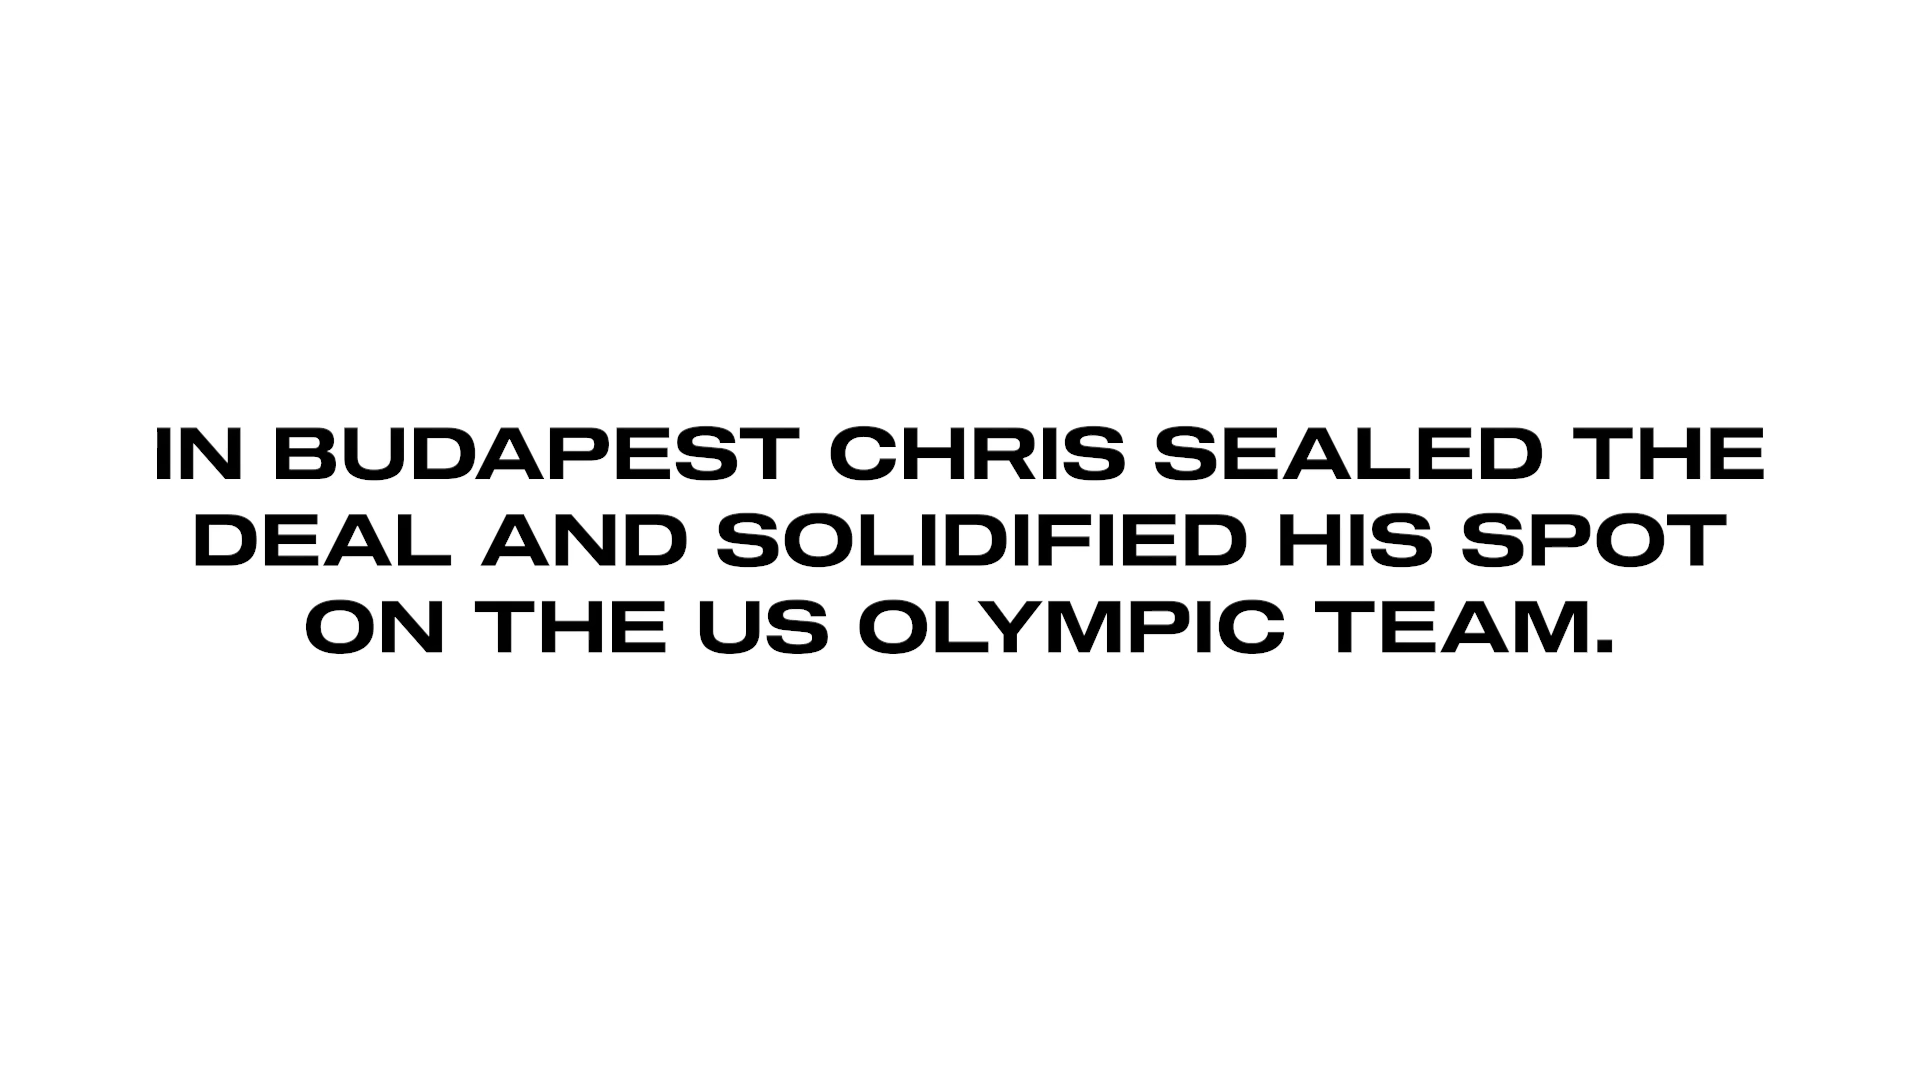 IN BUDAPEST CHRIS SEALED THE
DEAL AND SOLIDIFIED HIS SPOT
ON THE US OLYMPIC TEAM.